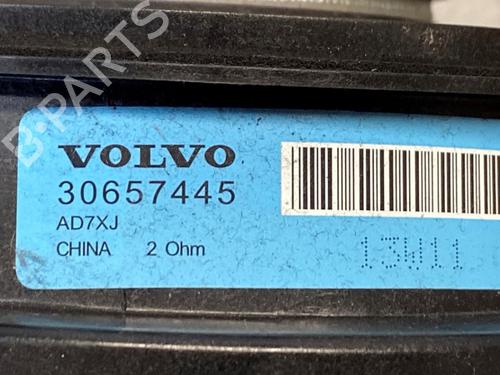 B-PARTS
VOLVO
30657445
AD7XJ
CHINA 2 Ohm
13W11